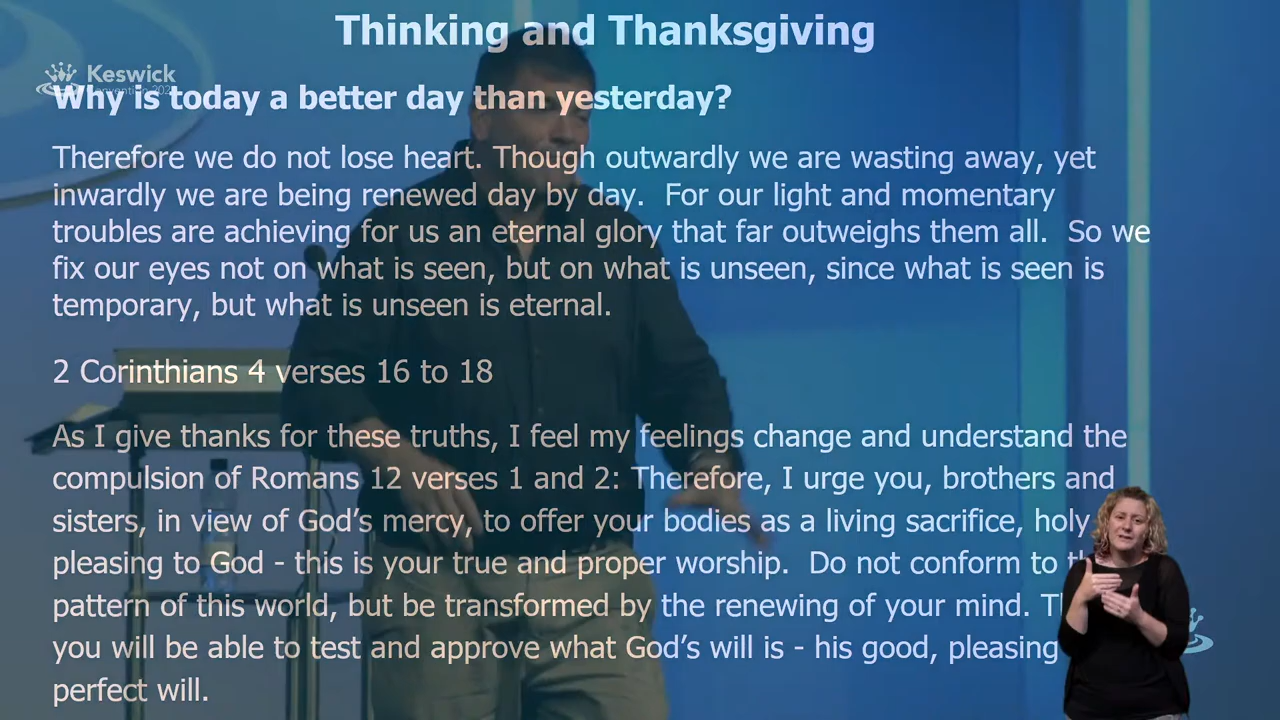 Thinking and Thanksgiving
Keswick
Why is today a better day than yesterday?
Therefore we do not lose heart. Though outwardly we are wasting away, yet
inwardly we are being renewed day by day. For our light and momentary
troubles are achieving for us an eternal glory that far outweighs them all. So we
fix our eyes not on what is seen, but on what is unseen, since what is seen is
temporary, but what is unseen is eternal.
2 Corinthians 4 verses 16 to 18
As I give thanks for these truths, I feel my feelings change and understand the
compulsion of Romans 12 verses 1 and 2: Therefore, I urge you, brothers and
sisters, in view of God's mercy, to offer your bodies as a living sacrifice, holy
pleasing to God - this is your true and proper worship. Do not conform to
pattern of this world, but be transformed by the renewing of your mind.
you will be able to test and approve what God's will is - his good, pleasing
perfect will.